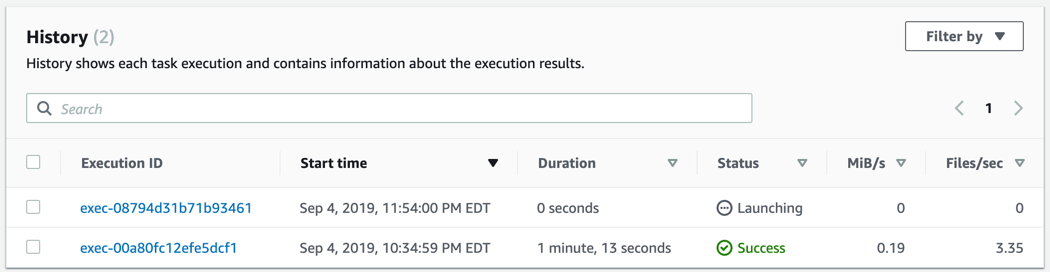 History (2)
Filter by
History shows each task execution and contains information about the execution results.
Search
1
Execution ID Start time Duration Status MiB/s Files/sec
exec-08794d31b71b93461 Sep 4, 2019, 11:54:00 PM EDT 0 seconds Launching 0 0
exec-00a80fc12efe5dcf1 Sep 4, 2019, 10:34:59 PM EDT 1 minute, 13 seconds Success 0.19 3.35